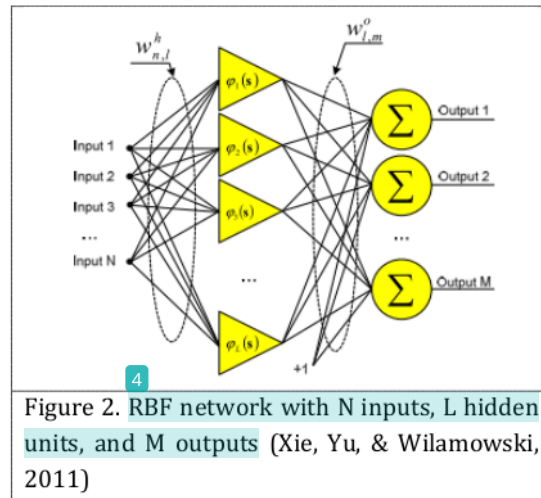 w^h_{n,l}
w^o_{l,m}
φ₁(s)
φ₂(s)
φ₃(s)
...
φ_L(s)
Input 1
Input 2
Input 3
...
Input N
+1
Σ
Σ
...
Σ
Output 1
Output 2
Output M
4
Figure 2. RBF network with N inputs, L hidden
units, and M outputs (Xie, Yu, & Wilamowski,
2011)